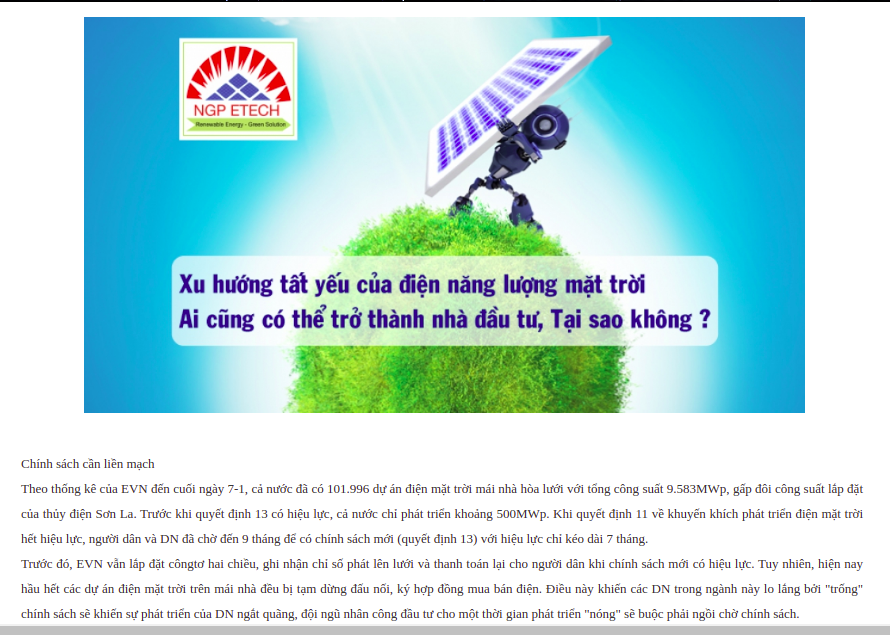 NGP ETECH
Renewable Energy - Green Solution
Xu hướng tất yếu của điện năng lượng mặt trời
Ai cũng có thể trở thành nhà đầu tư, Tại sao không ?
Chính sách cần liền mạch
Theo thống kê của EVN đến cuối ngày 7-1, cả nước đã có 101.996 dự án điện mặt trời mái nhà hòa lưới với tổng công suất 9.583MWp, gấp đôi công suất lắp đặt
của thủy điện Sơn La. Trước khi quyết định 13 có hiệu lực, cả nước chỉ phát triển khoảng 500MWp. Khi quyết định 11 về khuyến khích phát triển điện mặt trời
hết hiệu lực, người dân và DN đã chờ đến 9 tháng để có chính sách mới (quyết định 13) với hiệu lực chỉ kéo dài 7 tháng.
Trước đó, EVN vẫn lắp đặt côngtơ hai chiều, ghi nhận chỉ số phát lên lưới và thanh toán lại cho người dân khi chính sách mới có hiệu lực. Tuy nhiên, hiện nay
hầu hết các dự án điện mặt trời trên mái nhà đều bị tạm dừng đấu nối, ký hợp đồng mua bán điện. Điều này khiến các DN trong ngành này lo lắng bởi "trống"
chính sách sẽ khiến sự phát triển của DN ngắt quãng, đội ngũ nhân công đầu tư cho một thời gian phát triển "nóng" sẽ buộc phải ngồi chờ chính sách.